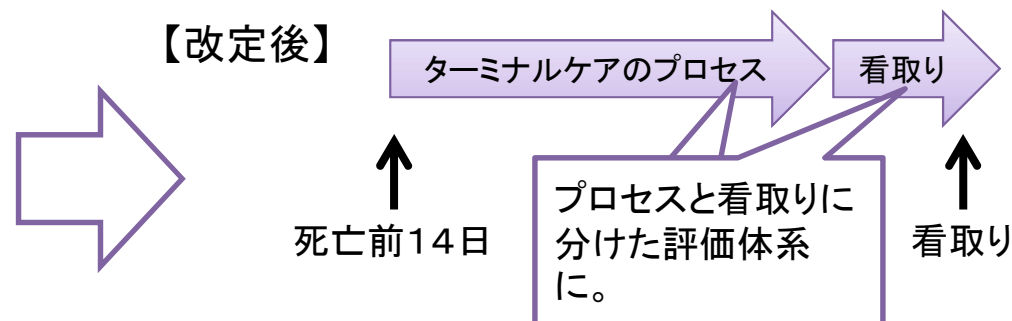 【改定後】
ターミナルケアのプロセス
看取り
死亡前14日
プロセスと看取りに
分けた評価体系
に。
看取り